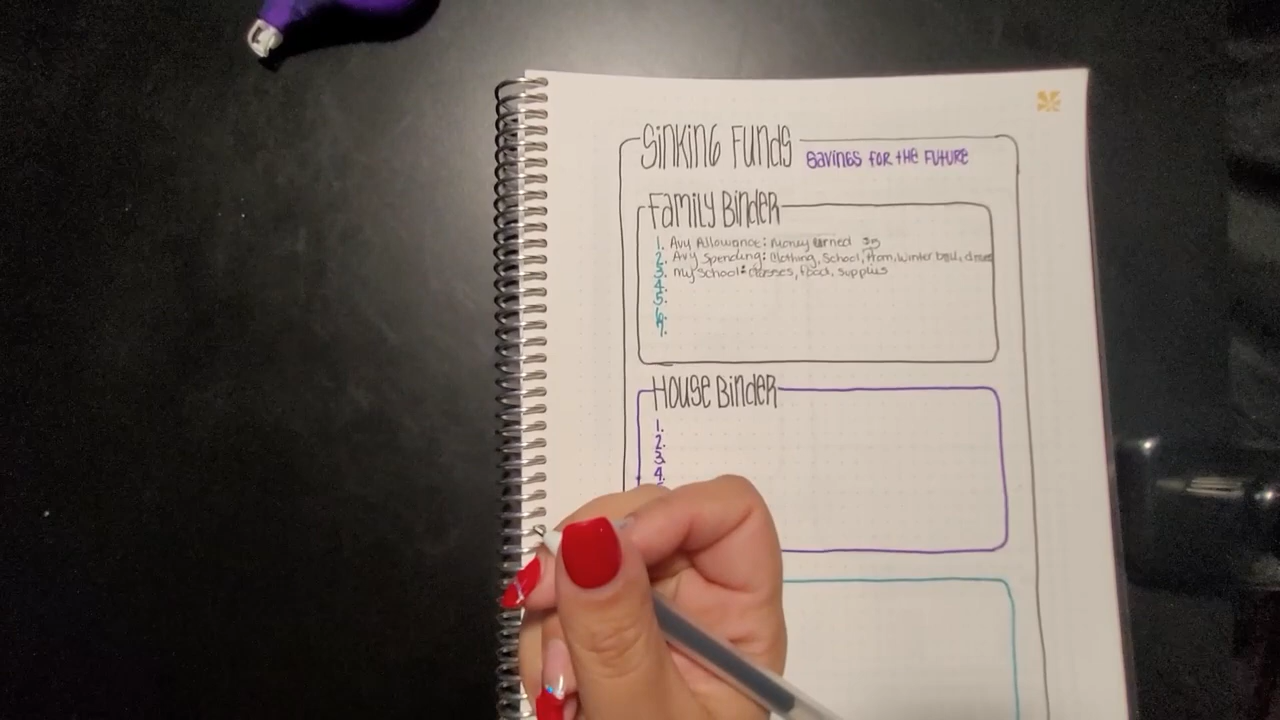 Sinking Funds Savings for the Future
Family Binder
1. Avy Allowance: Money Earned
2. Avy Spending: Clothing, School, Prom, Winter ball,
3. My School: Classes, food, supplies
4.
5.
6.
7.
House Binder
1.
2.
3.
4.